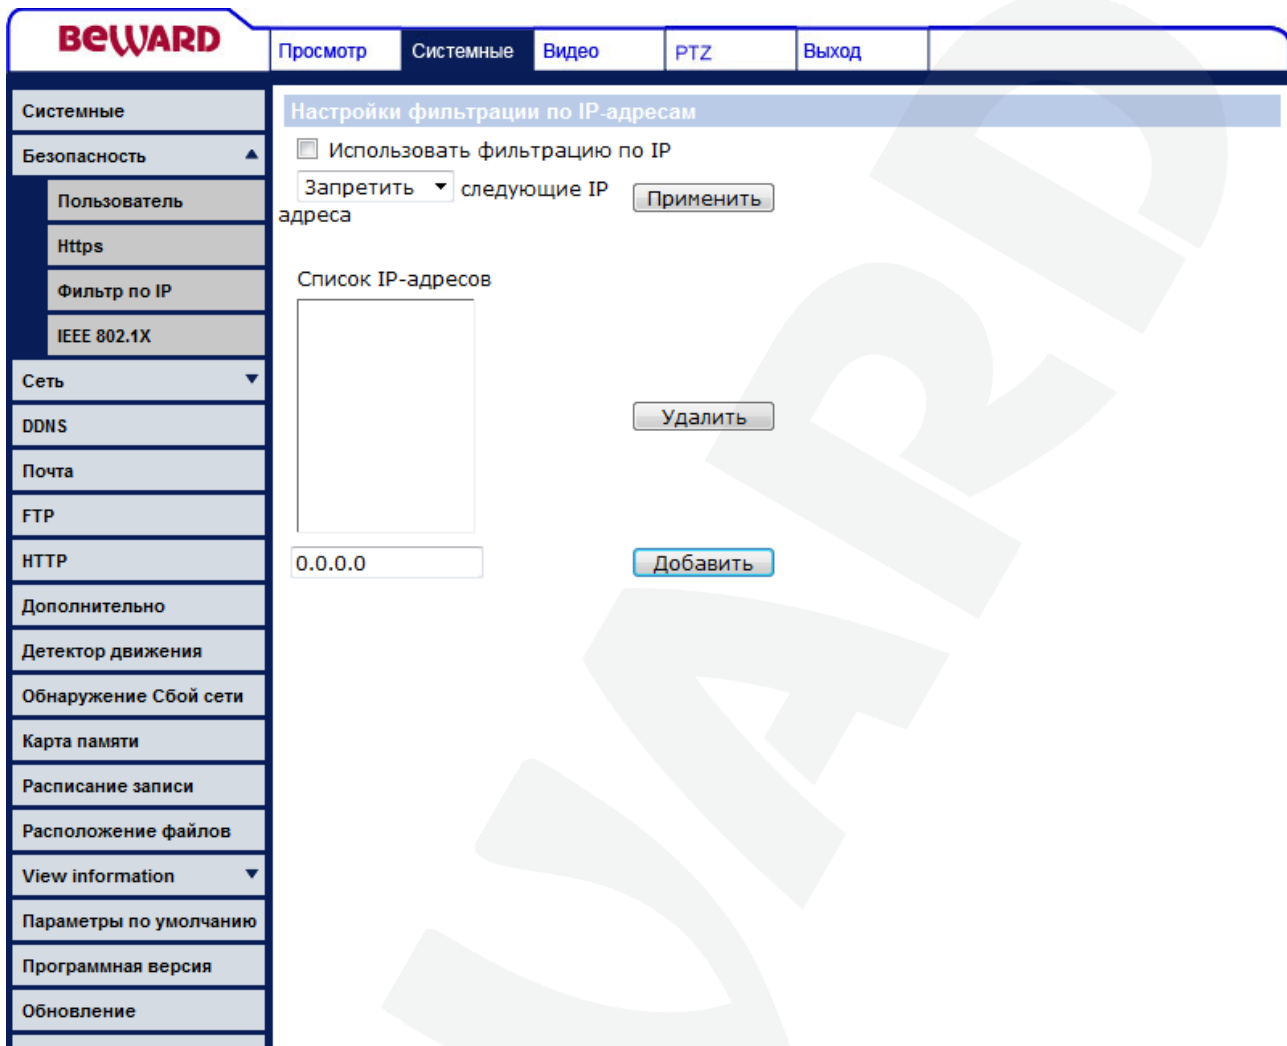 BEWARD
Просмотр
Системные
Видео
PTZ
Выход
Системные
Безопасность
Пользователь
Https
Фильтр по IP
IEEE 802.1X
Сеть
DDNS
Почта
FTP
HTTP
Дополнительно
Детектор движения
Обнаружение Сбой сети
Карта памяти
Расписание записи
Расположение файлов
View information
Параметры по умолчанию
Программная версия
Обновление
Настройки фильтрации по IP-адресам
Использовать фильтрацию по IP
Запретить следующие IP
адреса
Применить
Список IP-адресов
Удалить
0.0.0.0
Добавить